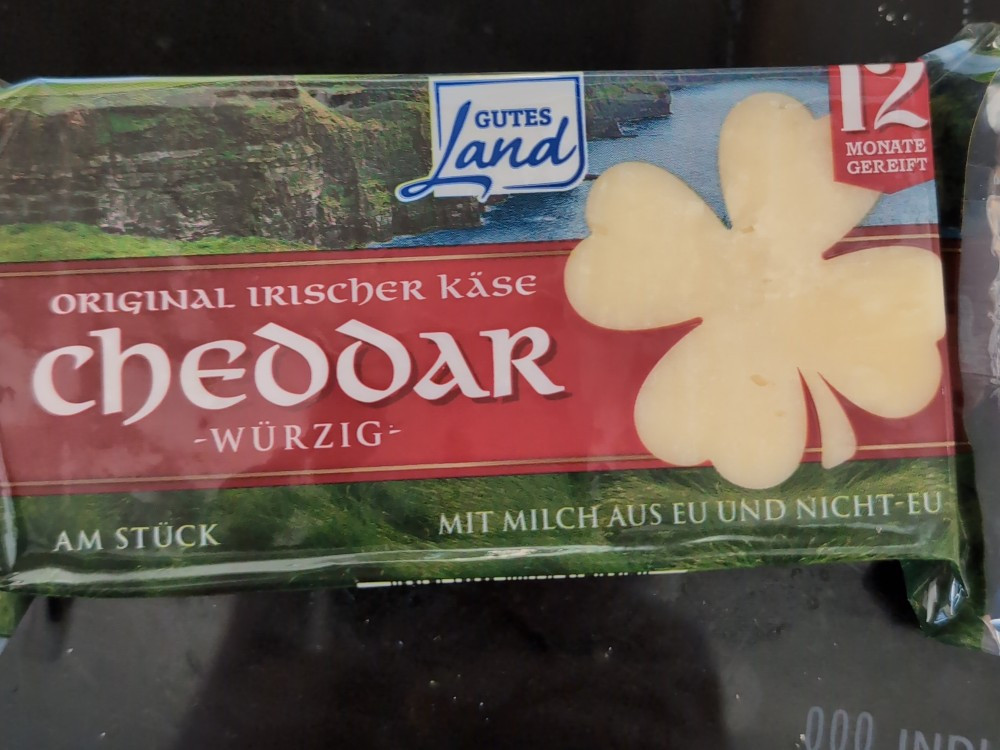 GUTES
Land
12
MONATE
GEREIFT
ORIGINAL IRISCHER KÄSE
CHEDDAR
-WÜRZIG-
AM STÜCK
MIT MILCH AUS EU UND NICHT-EU